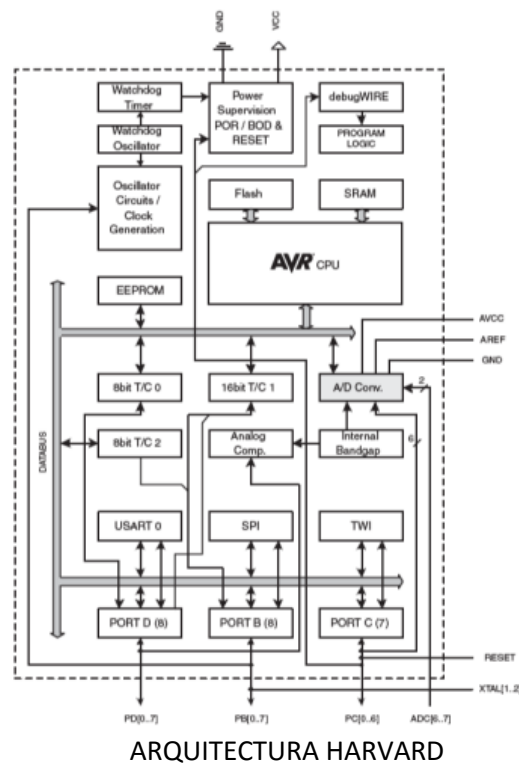 GND
VCC
Watchdog
Timer
Watchdog
Oscillator
Oscillator
Circuits /
Clock
Generation
Power
Supervision
POR / BOD &
RESET
debugWIRE
PROGRAM
LOGIC
Flash
SRAM
AVR CPU
EEPROM
AVCC
AREF
GND
8bit T/C 0
16bit T/C 1
A/D Conv.
2
DATABUS
8bit T/C 2
Analog
Comp.
Internal
Bandgap
6
USART 0
SPI
TWI
PORT D (8)
PORT B (8)
PORT C (7)
RESET
XTAL[1..2]
PD[0..7]
PB[0..7]
PC[0..6]
ADC[6..7]
ARQUITECTURA HARVARD